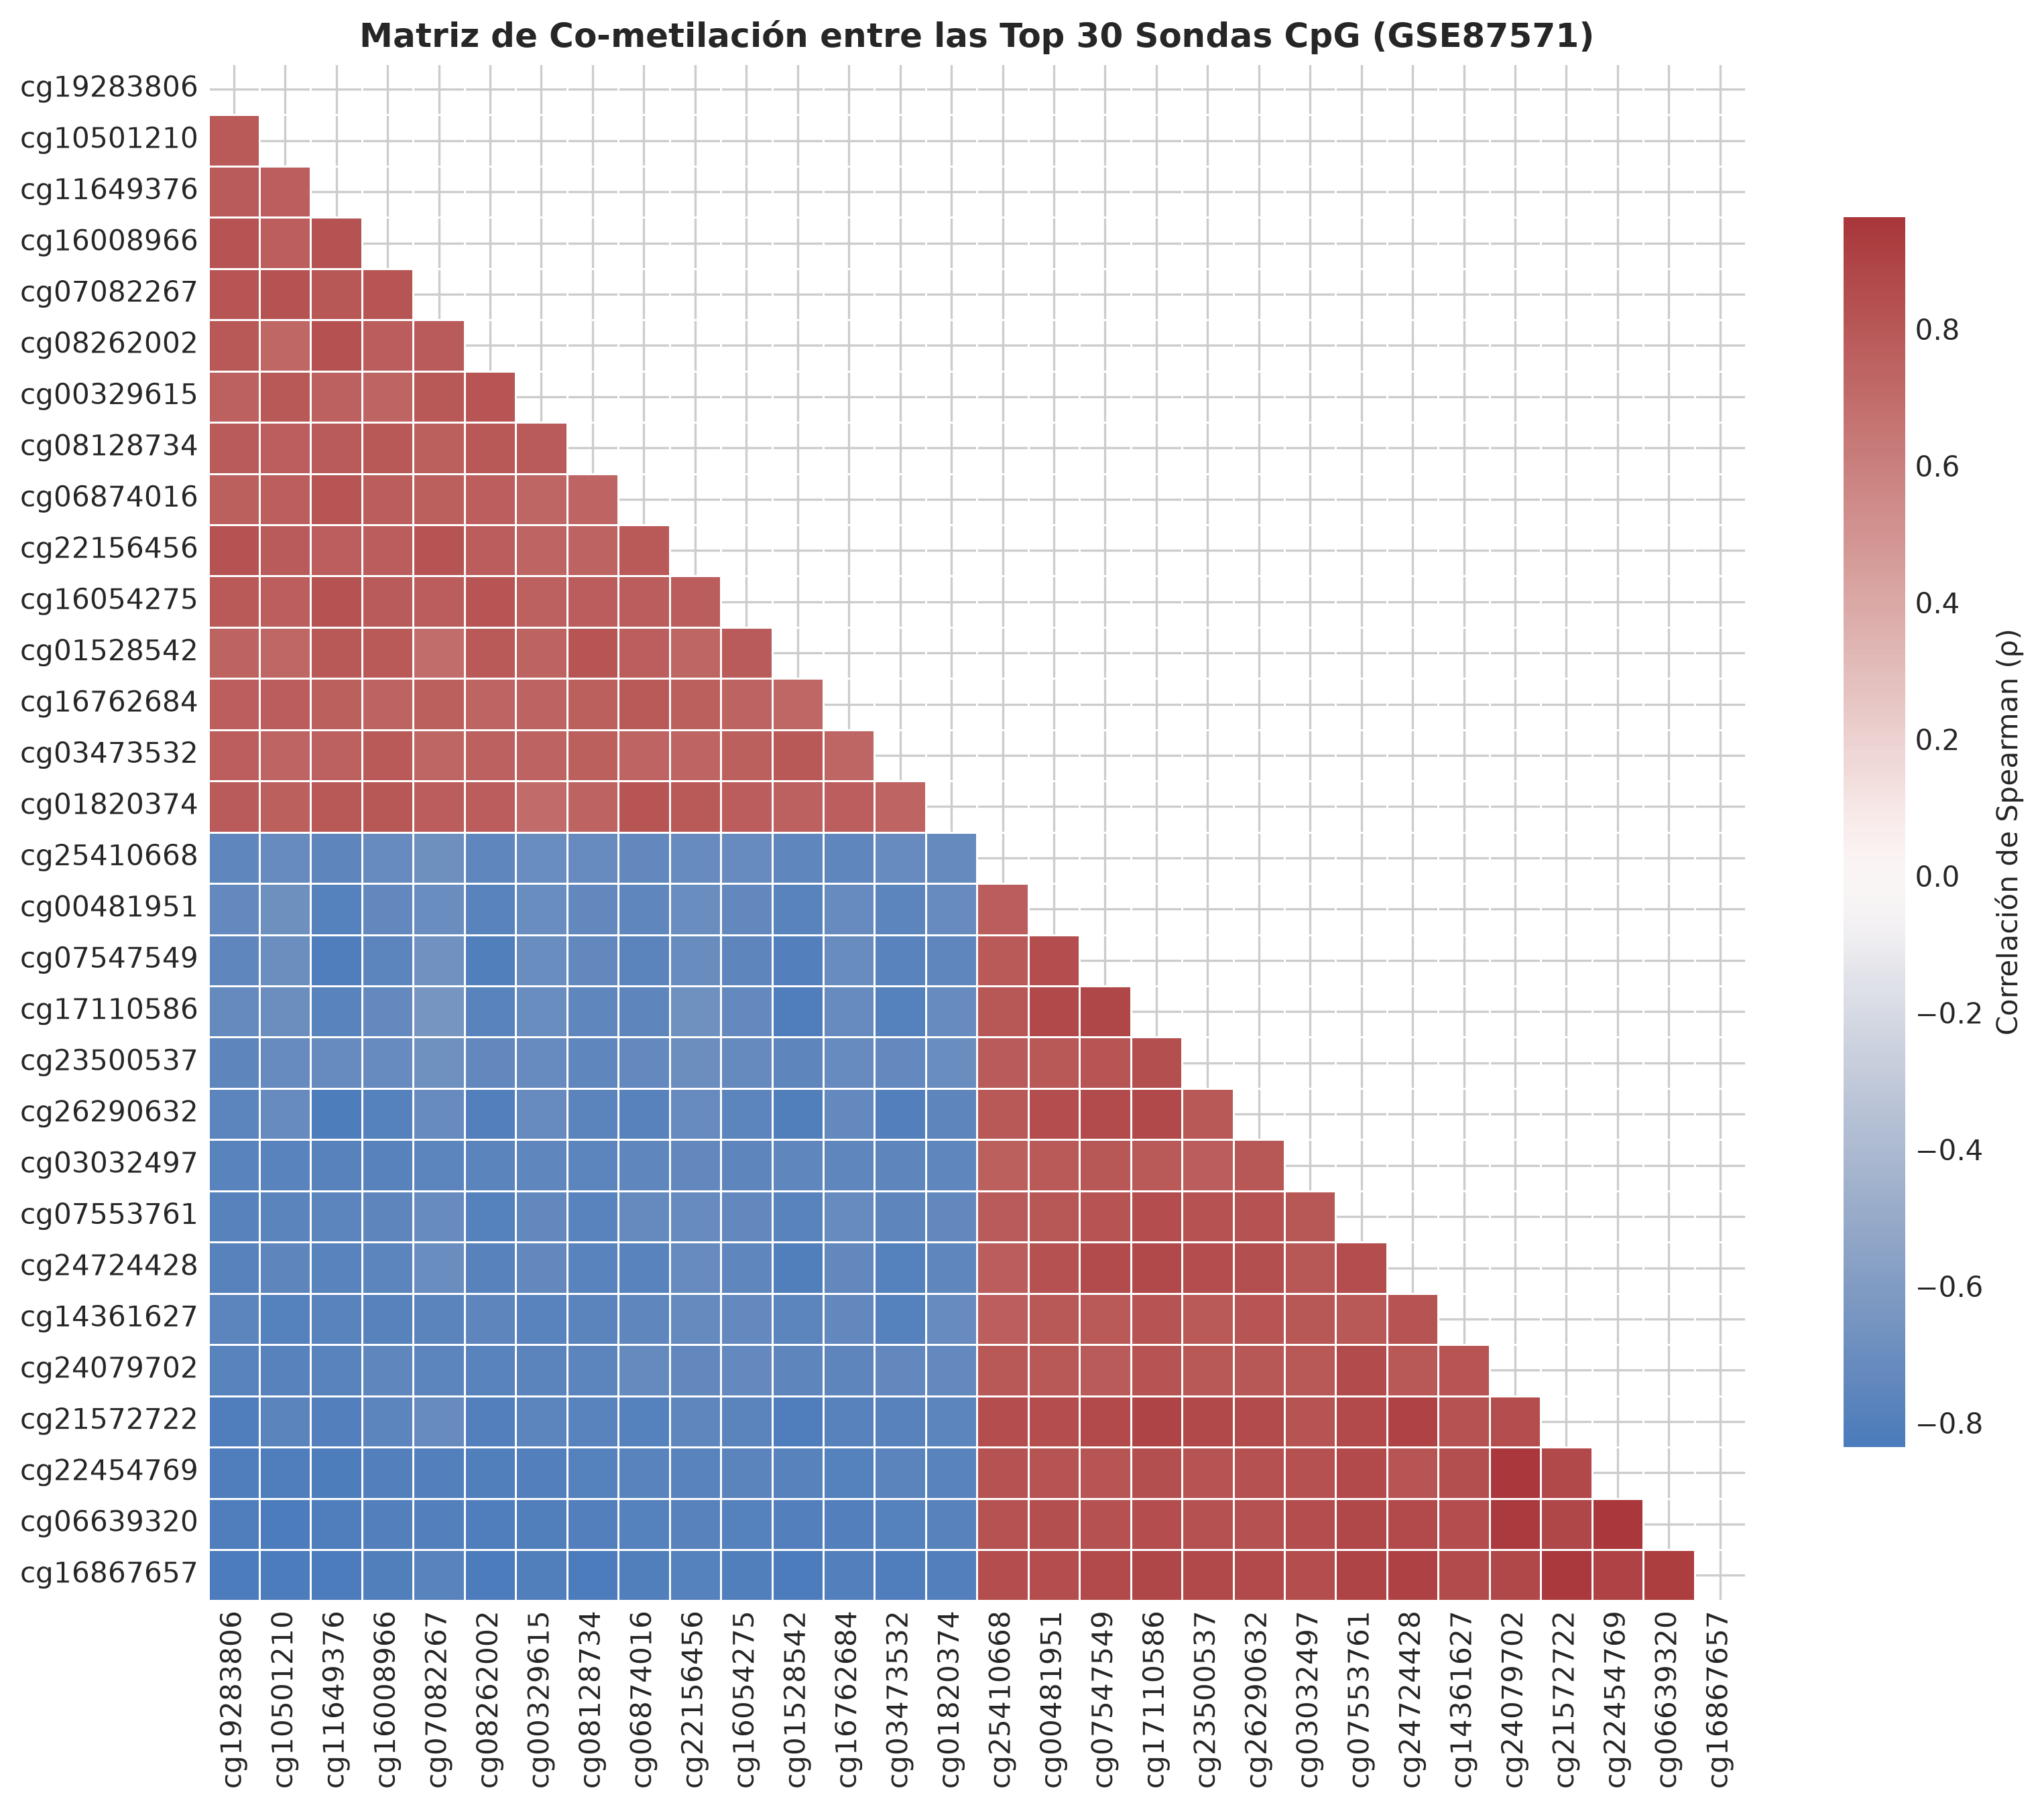 Matriz de Co-metilación entre las Top 30 Sondas CpG (GSE87571)
cg19283806
cg10501210
cg11649376
cg16008966
cg07082267
cg08262002
cg00329615
cg08128734
cg06874016
cg22156456
cg16054275
cg01528542
cg16762684
cg03473532
cg01820374
cg25410668
cg00481951
cg07547549
cg17110586
cg23500537
cg26290632
cg03032497
cg07553761
cg24724428
cg14361627
cg24079702
cg21572722
cg22454769
cg06639320
cg16867657
cg19283806
cg10501210
cg11649376
cg16008966
cg07082267
cg08262002
cg00329615
cg08128734
cg06874016
cg22156456
cg16054275
cg01528542
cg16762684
cg03473532
cg01820374
cg25410668
cg00481951
cg07547549
cg17110586
cg23500537
cg26290632
cg03032497
cg07553761
cg24724428
cg14361627
cg24079702
cg21572722
cg22454769
cg06639320
cg16867657
0.8
0.6
0.4
0.2
0.0
−0.2
−0.4
−0.6
−0.8
Correlación de Spearman (ρ)